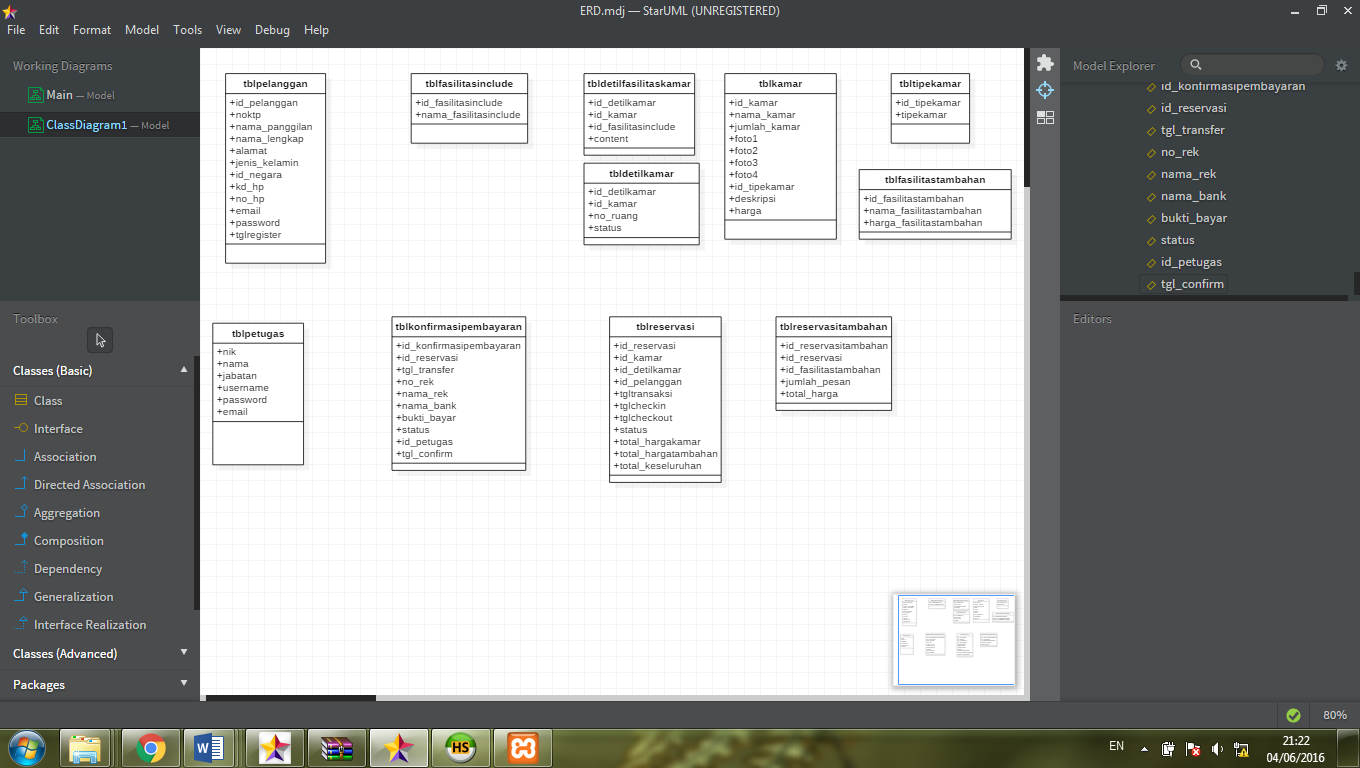 ERD.mdj — StarUML (UNREGISTERED)
File Edit Format Model Tools View Debug Help
Working Diagrams
Main — Model
ClassDiagram1 — Model
Toolbox
Classes (Basic)
Class
Interface
Association
Directed Association
Aggregation
Composition
Dependency
Generalization
Interface Realization
Classes (Advanced)
Packages
tblpelanggan
+id_pelanggan
+noktp
+nama_panggilan
+nama_lengkap
+alamat
+jenis_kelamin
+id_negara
+kd_hp
+no_hp
+email
+password
+tglregister
tblfasilitasinclude
+id_fasilitasinclude
+nama_fasilitasinclude
tbldetilfasilitaskamar
+id_detilkamar
+id_kamar
+id_fasilitasinclude
+content
tbldetilkamar
+id_detilkamar
+id_kamar
+no_ruang
+status
tblkamar
+id_kamar
+nama_kamar
+jumlah_kamar
+foto1
+foto2
+foto3
+foto4
+id_tipekamar
+deskripsi
+harga
tbltipekamar
+id_tipekamar
+tipekamar
tblfasilitastambahan
+id_fasilitastambahan
+nama_fasilitastambahan
+harga_fasilitastambahan
tblpetugas
+nik
+nama
+jabatan
+username
+password
+email
tblkonfirmasipembayaran
+id_konfirmasipembayaran
+id_reservasi
+tgl_transfer
+no_rek
+nama_rek
+nama_bank
+bukti_bayar
+status
+id_petugas
+tgl_confirm
tblreservasi
+id_reservasi
+id_kamar
+id_detilkamar
+id_pelanggan
+tgltransaksi
+tglcheckin
+tglcheckout
+status
+total_hargakamar
+total_hargatambahan
+total_keseluruhan
tblreservasitambahan
+id_reservasitambahan
+id_reservasi
+id_fasilitastambahan
+jumlah_pesan
+total_harga
Model Explorer
id_konfirmasipembayaran
id_reservasi
tgl_transfer
no_rek
nama_rek
nama_bank
bukti_bayar
status
id_petugas
tgl_confirm
Editors
80%
HS
EN
21:22
04/06/2016